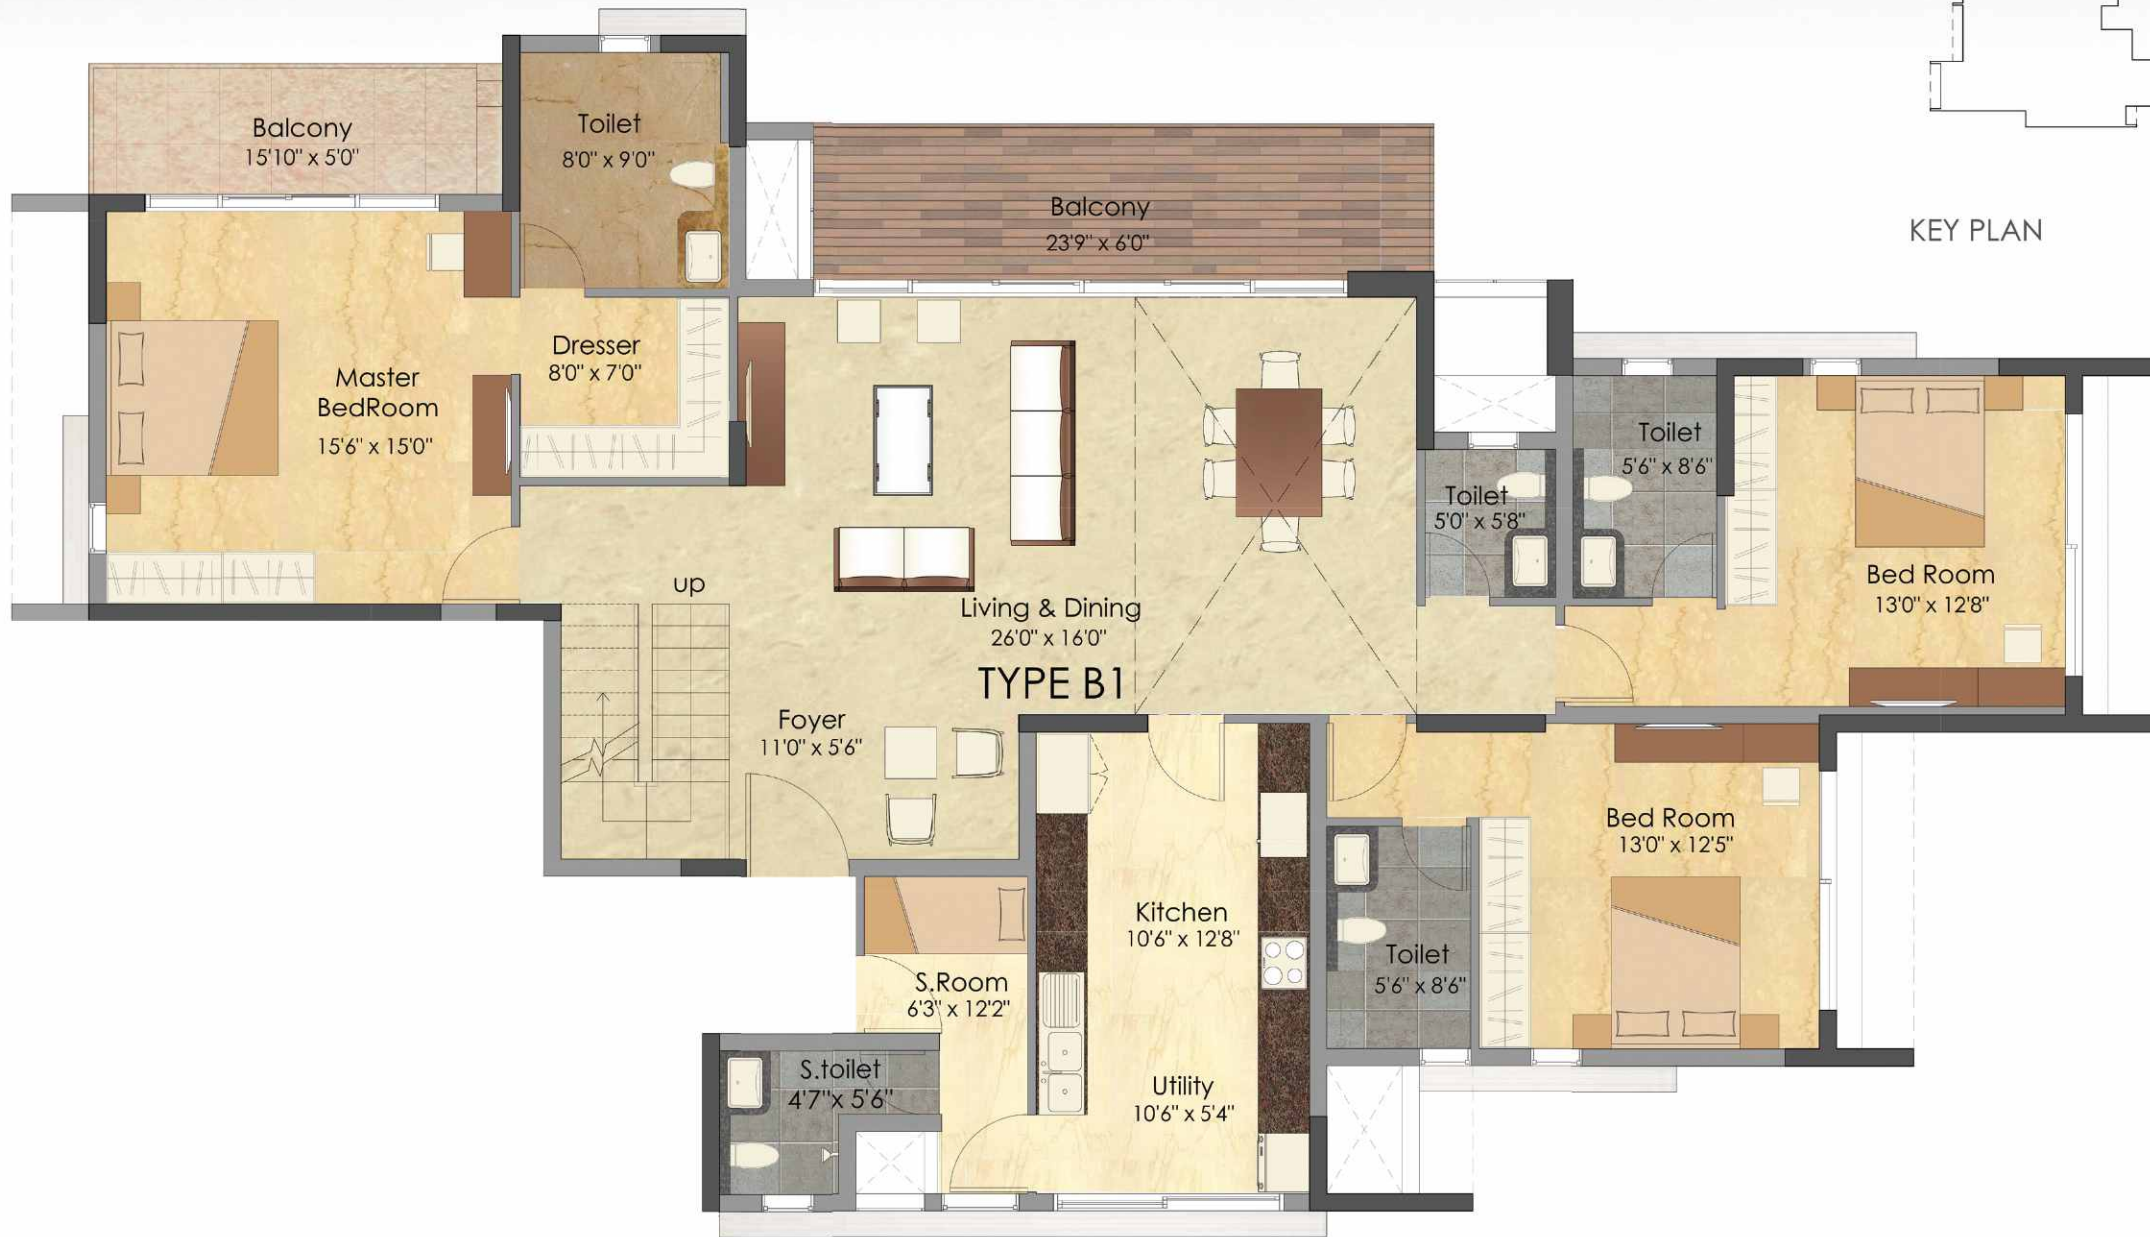 Balcony
15'10" x 5'0"
Toilet
8'0" x 9'0"
Balcony
23'9" x 6'0"
KEY PLAN
Dresser
8'0" x 7'0"
Master
BedRoom
15'6" x 15'0"
Toilet
5'6" x 8'6"
Toilet
5'0" x 5'8"
Bed Room
13'0" x 12'8"
up
Living & Dining
26'0" x 16'0"
TYPE B1
Foyer
11'0" x 5'6"
Bed Room
13'0" x 12'5"
Kitchen
10'6" x 12'8"
Toilet
5'6" x 8'6"
S.Room
6'3" x 12'2"
S.toilet
4'7"x 5'6"
Utility
10'6" x 5'4"